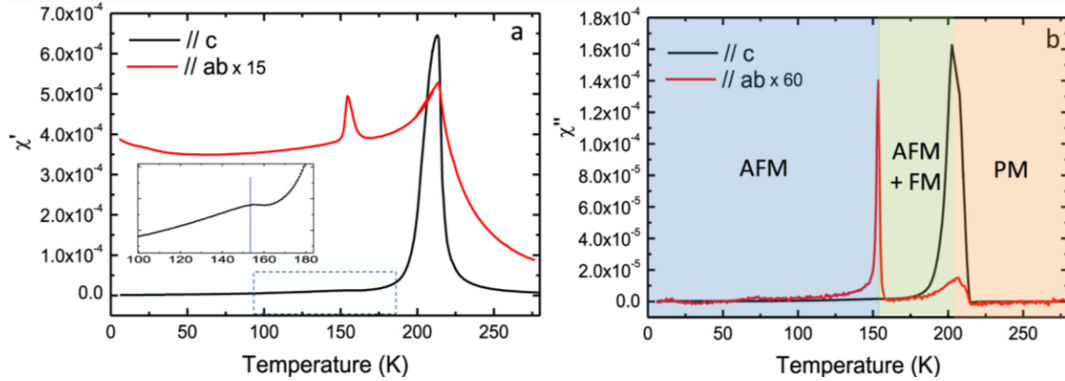 a
// c
// ab x 15
7.0x10⁻⁴
6.0x10⁻⁴
5.0x10⁻⁴
4.0x10⁻⁴
3.0x10⁻⁴
2.0x10⁻⁴
1.0x10⁻⁴
0.0
χ'
100 120 140 160 180
0 50 100 150 200 250
Temperature (K)
b
// c
// ab x 60
1.8x10⁻⁴
1.6x10⁻⁴
1.4x10⁻⁴
1.2x10⁻⁴
1.0x10⁻⁴
8.0x10⁻⁵
6.0x10⁻⁵
4.0x10⁻⁵
2.0x10⁻⁵
0.0
χ"
AFM
AFM
+ FM
PM
0 50 100 150 200 250
Temperature (K)